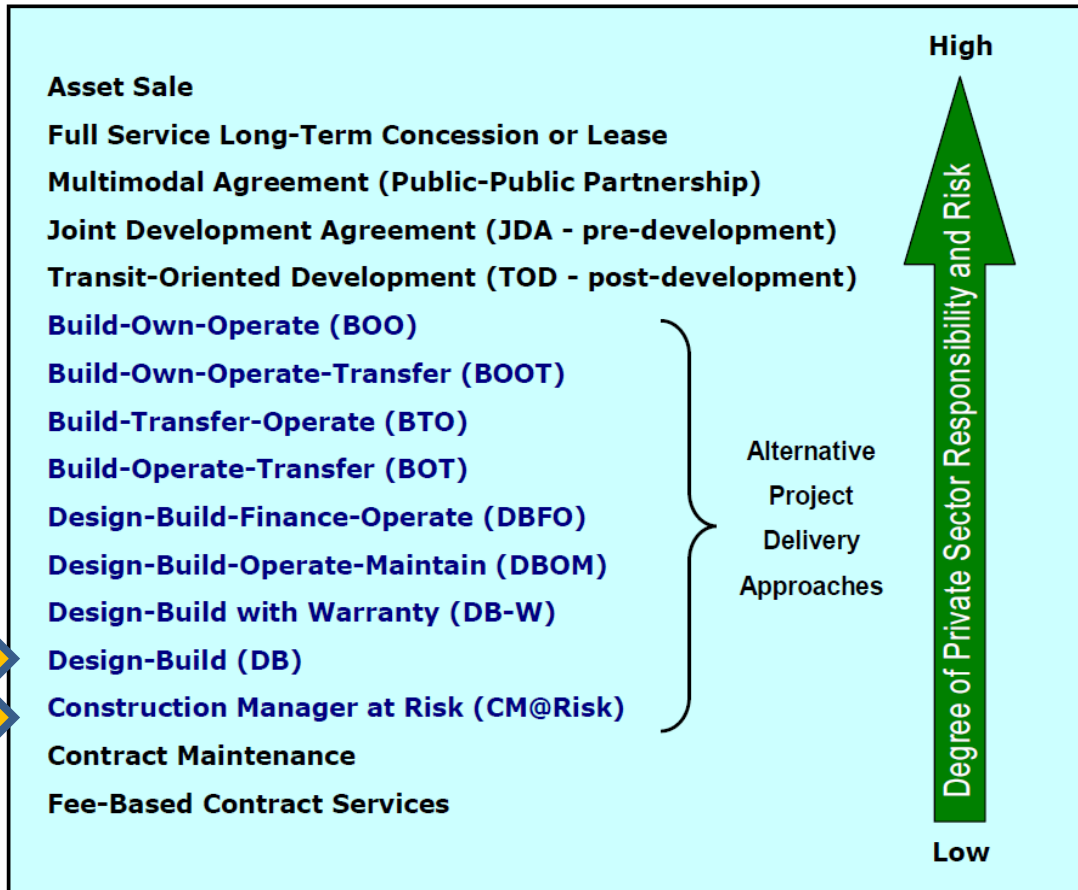 High
Asset Sale
Full Service Long-Term Concession or Lease
Multimodal Agreement (Public-Public Partnership)
Joint Development Agreement (JDA - pre-development)
Transit-Oriented Development (TOD - post-development)
Build-Own-Operate (BOO)
Build-Own-Operate-Transfer (BOOT)
Build-Transfer-Operate (BTO)
Build-Operate-Transfer (BOT)
Design-Build-Finance-Operate (DBFO)
Design-Build-Operate-Maintain (DBOM)
Design-Build with Warranty (DB-W)
Design-Build (DB)
Construction Manager at Risk (CM@Risk)
Contract Maintenance
Fee-Based Contract Services
Alternative
Project
Delivery
Approaches
Degree of Private Sector Responsibility and Risk
Low